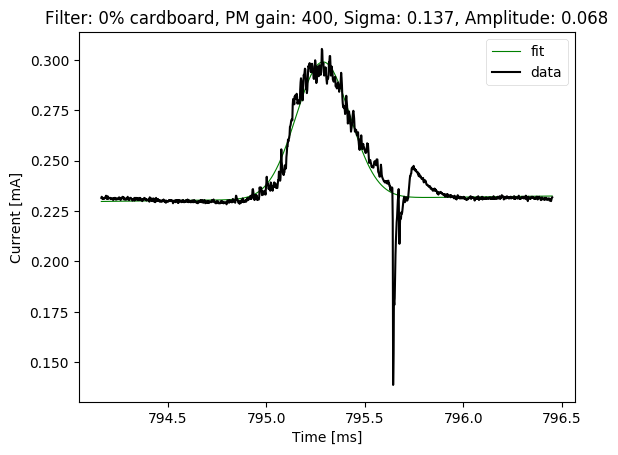 Filter: 0% cardboard, PM gain: 400, Sigma: 0.137, Amplitude: 0.068
fit
data
0.300
0.275
0.250
0.225
0.200
0.175
0.150
Current [mA]
794.5 795.0 795.5 796.0 796.5
Time [ms]